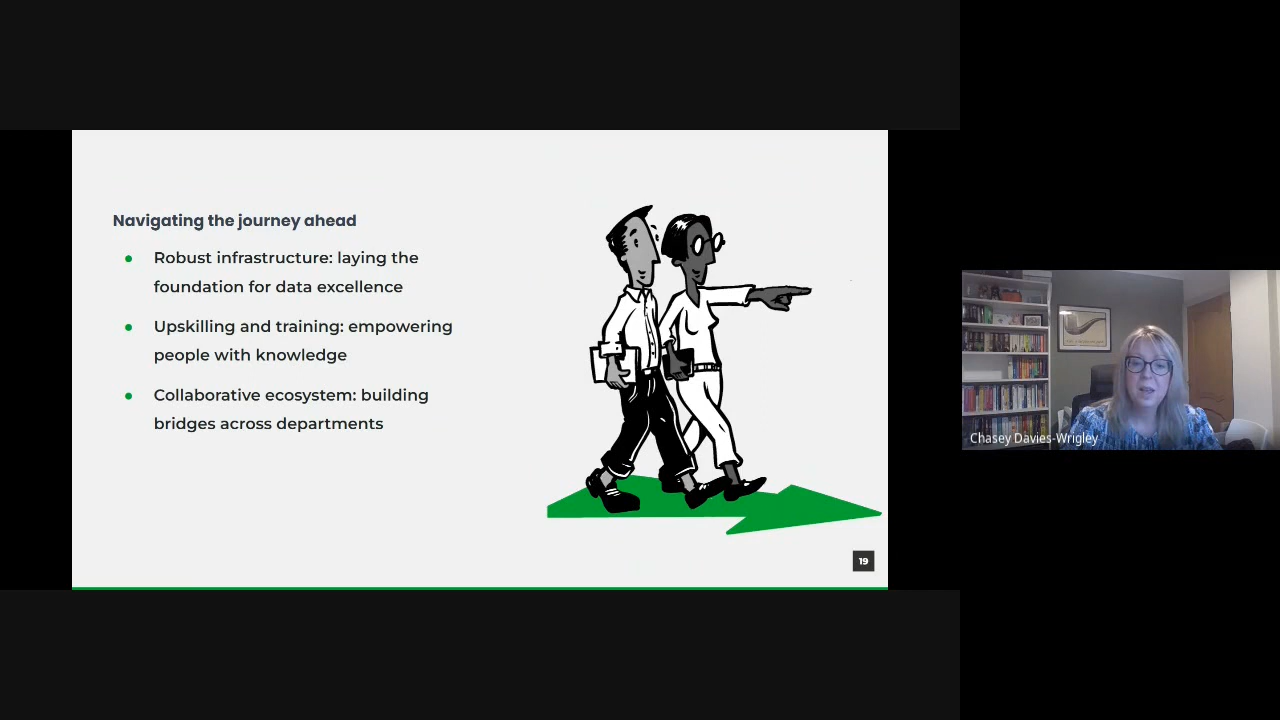 Navigating the journey ahead
Robust infrastructure: laying the
foundation for data excellence
Upskilling and training: empowering
people with knowledge
Collaborative ecosystem: building
bridges across departments
19
Chasey Davies-Wrigley